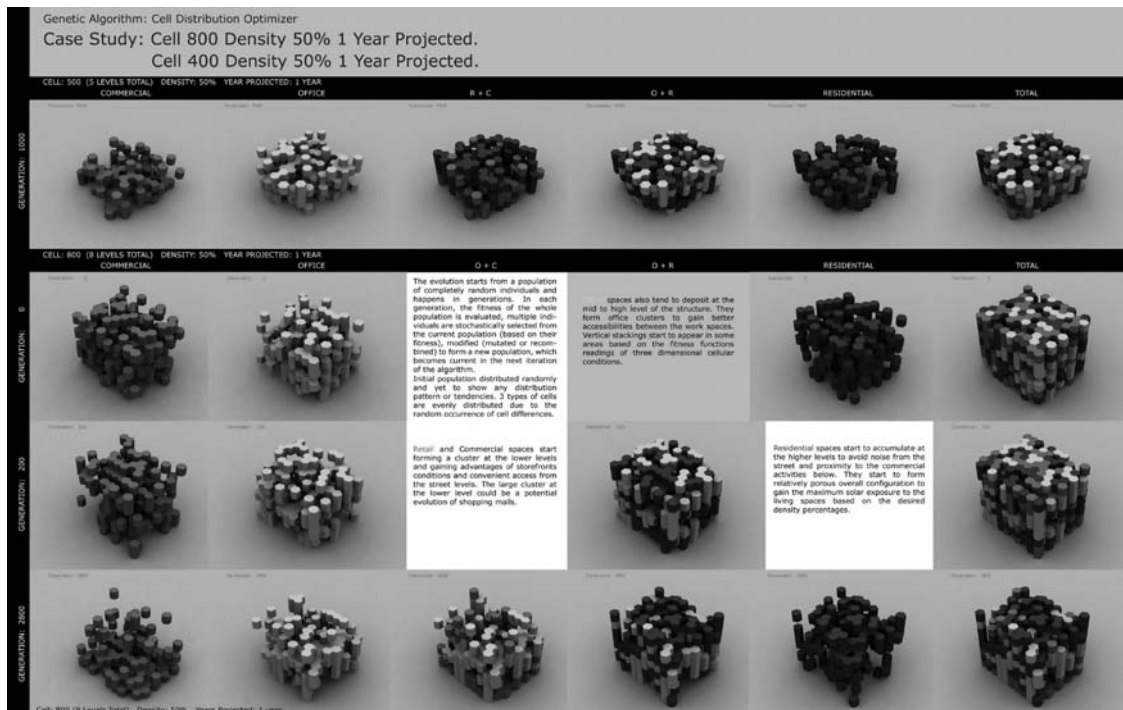 Genetic Algorithm: Cell Distribution Optimizer
Case Study: Cell 800 Density 50% 1 Year Projected.
Cell 400 Density 50% 1 Year Projected.
CELL: 500 (5 LEVELS TOTAL) DENSITY: 50% YEAR PROJECTED: 1 YEAR
COMMERCIAL OFFICE R + C O + R RESIDENTIAL TOTAL
GENERATION: 1000
CELL: 800 (8 LEVELS TOTAL) DENSITY: 50% YEAR PROJECTED: 1 YEAR
COMMERCIAL OFFICE O + C O + R RESIDENTIAL TOTAL
GENERATION: 0
The evolution starts from a population
of completely random individuals and
happens in generations. In each
generation, the fitness of the whole
population is evaluated, multiple indi-
viduals are stochastically selected from
the current population (based on their
fitness), modified (mutated or recom-
bined) to form a new population, which
becomes current in the next iteration
of the algorithm.
Initial population distributed randomly
and yet to show any distribution
pattern or tendencies. 3 types of cells
are evenly distributed due to the
random occurrence of cell differences.
spaces also tend to deposit at the
mid to high level of the structure. They
form office clusters to gain better
accessibilities between the work spaces.
Vertical stackings start to appear in some
areas based on the fitness functions
readings of three dimensional cellular
conditions.
GENERATION: 200
Retail and Commercial spaces start
forming a cluster at the lower levels
and gaining advantages of storefronts
conditions and convenient access from
the street levels. The large cluster at
the lower level could be a potential
evolution of shopping malls.
Residential spaces start to accumulate at
the higher levels to avoid noise from the
street and proximity to the commercial
activities below. They start to form
relatively porous overall configuration to
gain the maximum solar exposure to the
living spaces based on the desired
density percentages.
GENERATION: 2800
Cell: 800 (8 Levels Total) Density: 50% Years Projected: 1 year